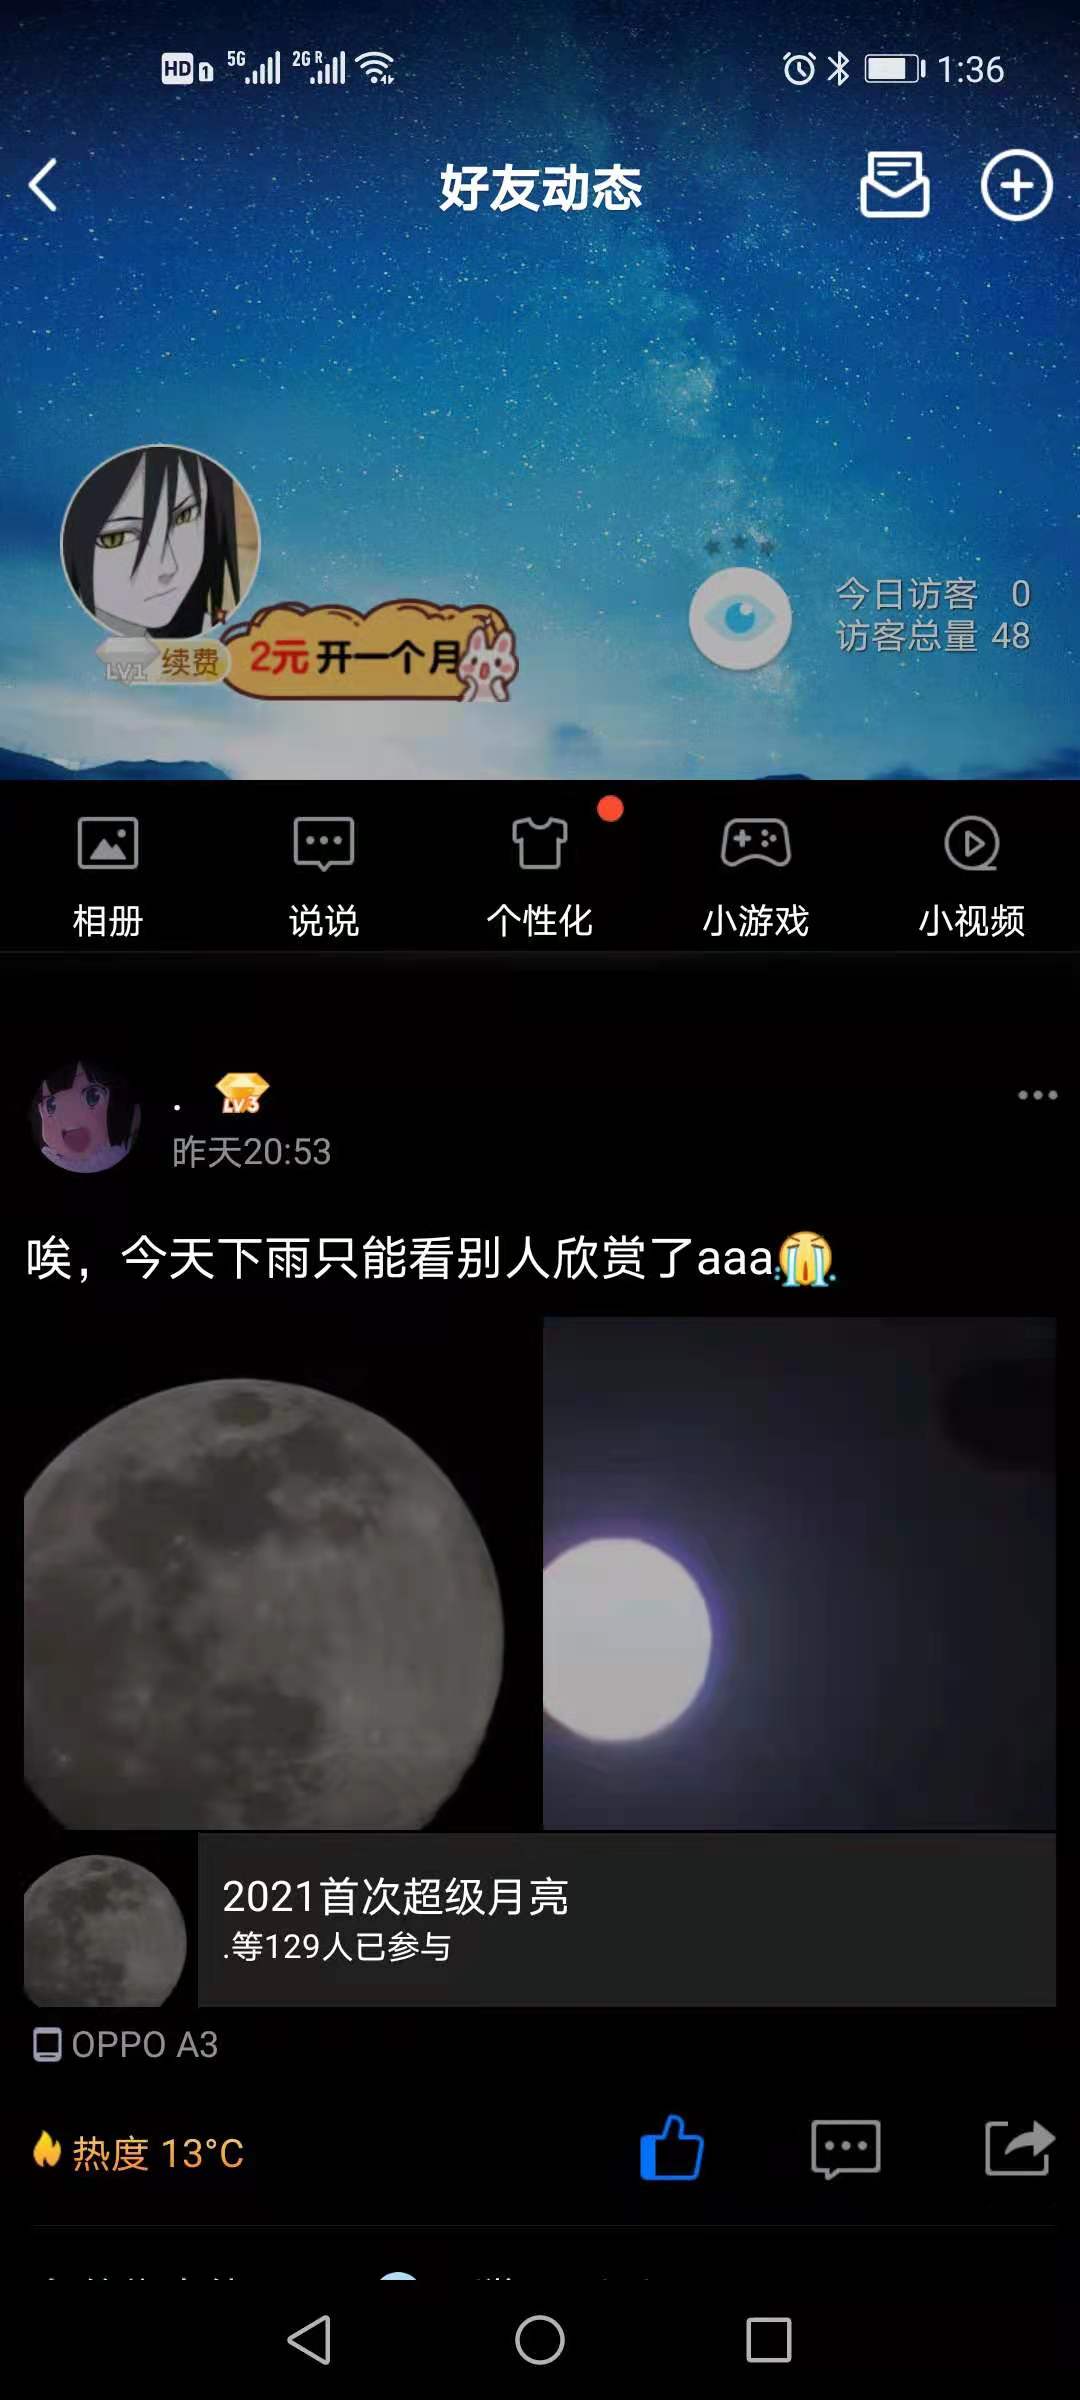 HD 1 5G 2G R 1:36
好友动态
今日访客 0
访客总量 48
LV1 续费 2元 开一个月
相册 说说 个性化 小游戏 小视频
. LV3
昨天20:53
唉，今天下雨只能看别人欣赏了aaa
2021首次超级月亮
.等129人已参与
OPPO A3
热度 13°C